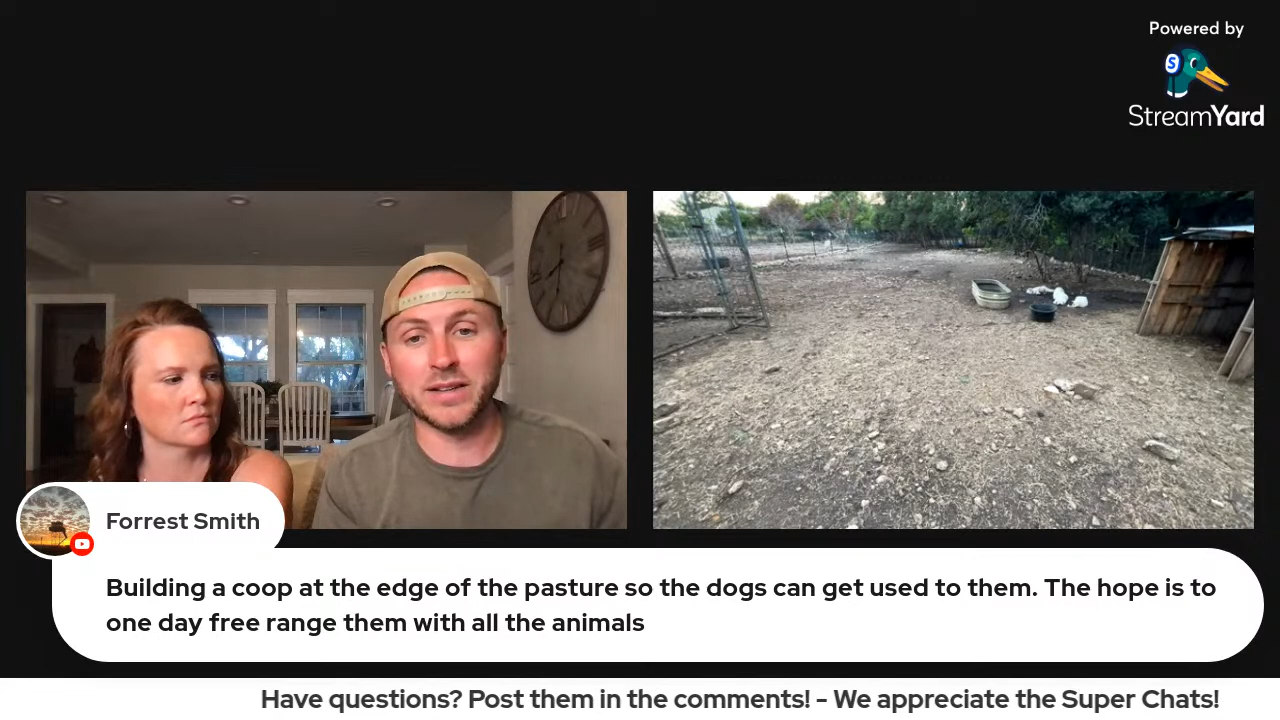 Powered by
StreamYard
Forrest Smith
Building a coop at the edge of the pasture so the dogs can get used to them. The hope is to
one day free range them with all the animals
Have questions? Post them in the comments! - We appreciate the Super Chats!